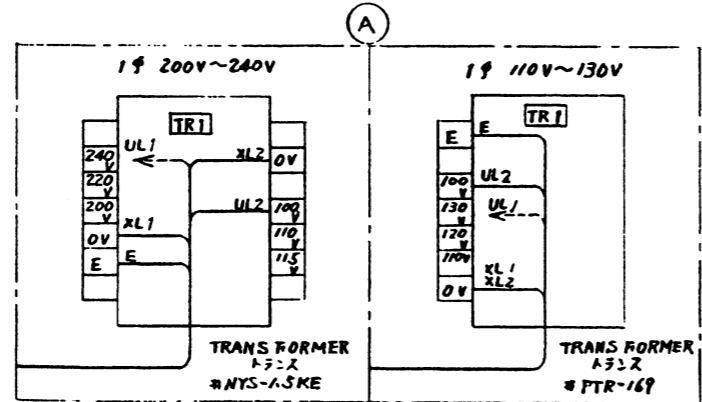 A
1φ 200V~240V
TR1
240V
220V
200V
0V
E
UL1
XL1
E
XL2
UL2
0V
100V
110V
115V
TRANSFORMER
トランス
#NYS-1.5KE
1φ 110V~130V
TR1
E
100V
130V
120V
110V
0V
E
UL2
UL1
XL1
XL2
TRANSFORMER
トランス
#PTR-169